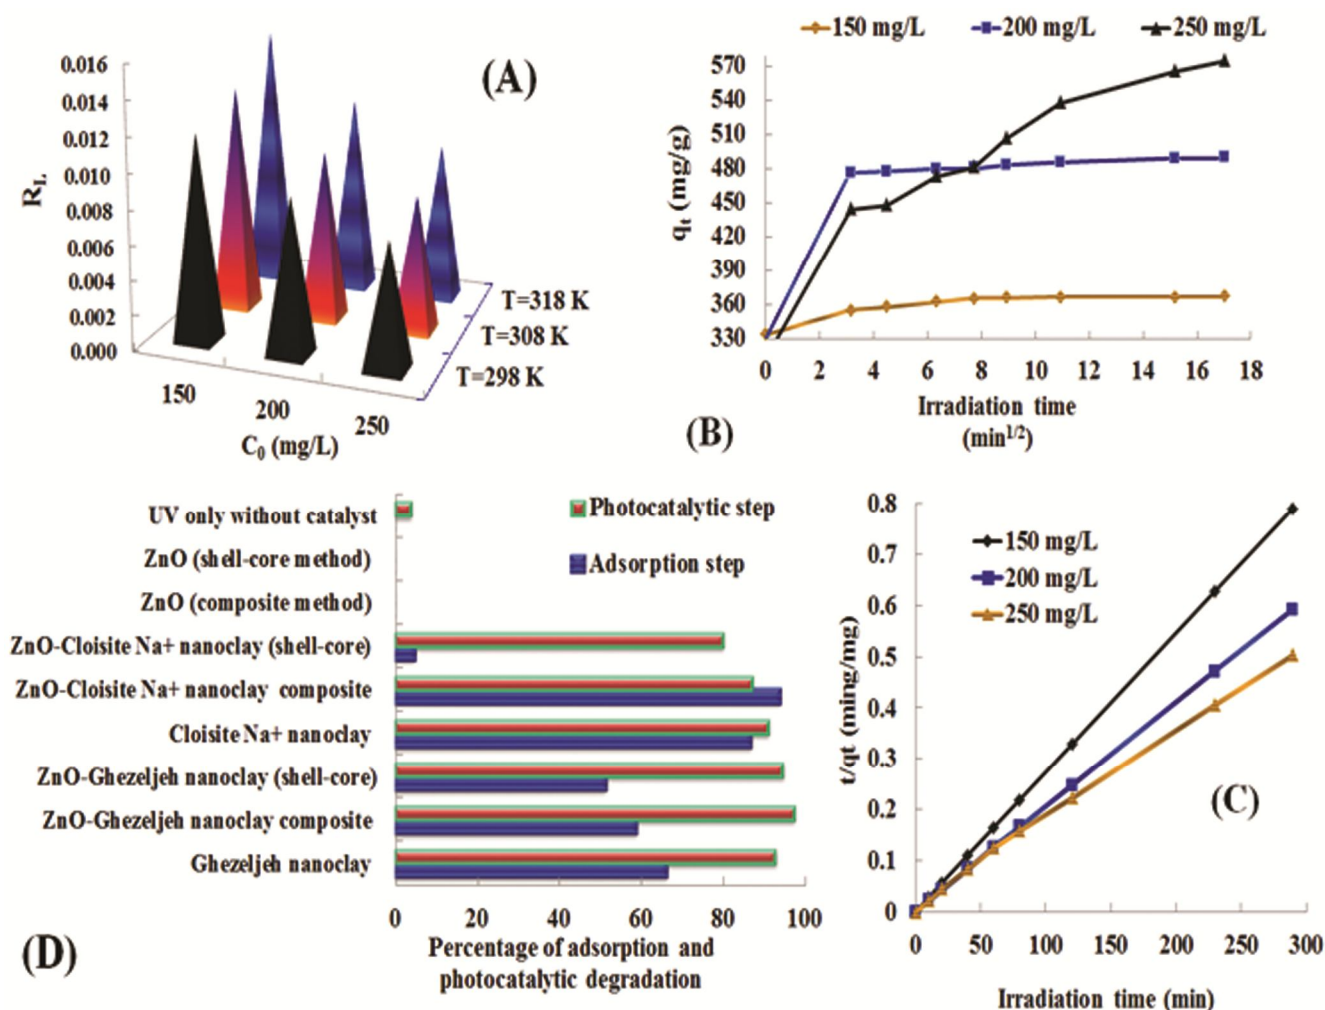 (A)
0.016
0.014
0.012
0.010
0.008
0.006
0.004
0.002
0.000
R_L
150
200
250
C₀ (mg/L)
T=318 K
T=308 K
T=298 K
150 mg/L 200 mg/L 250 mg/L
570
540
510
480
450
420
390
360
330
qₜ (mg/g)
0 2 4 6 8 10 12 14 16 18
Irradiation time
(min¹/²)
(B)
Photocatalytic step
Adsorption step
UV only without catalyst
ZnO (shell-core method)
ZnO (composite method)
ZnO-Cloisite Na+ nanoclay (shell-core)
ZnO-Cloisite Na+ nanoclay composite
Cloisite Na+ nanoclay
ZnO-Ghezeljeh nanoclay (shell-core)
ZnO-Ghezeljeh nanoclay composite
Ghezeljeh nanoclay
0 20 40 60 80 100
Percentage of adsorption and
photocatalytic degradation
(D)
150 mg/L
200 mg/L
250 mg/L
0.8
0.7
0.6
0.5
0.4
0.3
0.2
0.1
0
t/qt (ming/mg)
(C)
0 50 100 150 200 250 300
Irradiation time (min)